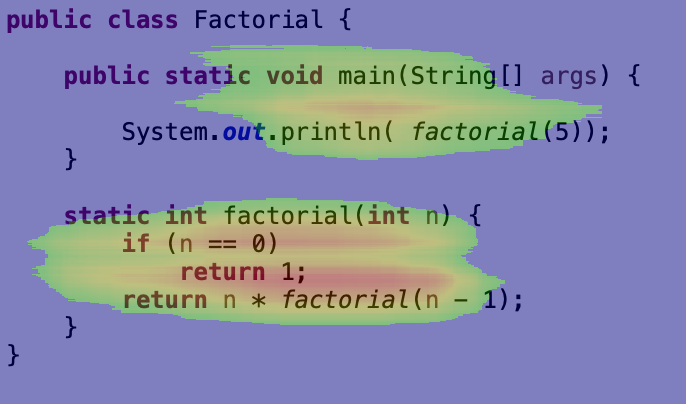 public class Factorial {
public static void main(String[] args) {
System.out.println( factorial(5));
}
static int factorial(int n) {
if (n == 0)
return 1;
return n * factorial(n - 1);
}
}